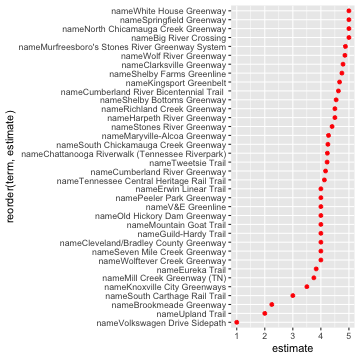 nameWhite House Greenway
nameSpringfield Greenway
nameNorth Chicamauga Creek Greenway
nameBig River Crossing
nameMurfreesboro's Stones River Greenway System
nameWolf River Greenway
nameClarksville Greenway
nameShelby Farms Greenline
nameKingsport Greenbelt
nameCumberland River Bicentennial Trail
nameShelby Bottoms Greenway
nameRichland Creek Greenway
nameHarpeth River Greenway
nameStones River Greenway
nameMaryville-Alcoa Greenway
nameSouth Chickamauga Creek Greenway
nameChattanooga Riverwalk (Tennessee Riverpark)
nameTweetsie Trail
nameCumberland River Greenway
nameTennessee Central Heritage Rail Trail
nameErwin Linear Trail
namePeeler Park Greenway
nameV&E Greenline
nameOld Hickory Dam Greenway
nameMountain Goat Trail
nameGuild-Hardy Trail
nameCleveland/Bradley County Greenway
nameSeven Mile Creek Greenway
nameWolftever Creek Greenway
nameEureka Trail
nameMill Creek Greenway (TN)
nameKnoxville City Greenways
nameSouth Carthage Rail Trail
nameBrookmeade Greenway
nameUpland Trail
nameVolkswagen Drive Sidepath
reorder(term, estimate)
1 2 3 4 5
estimate